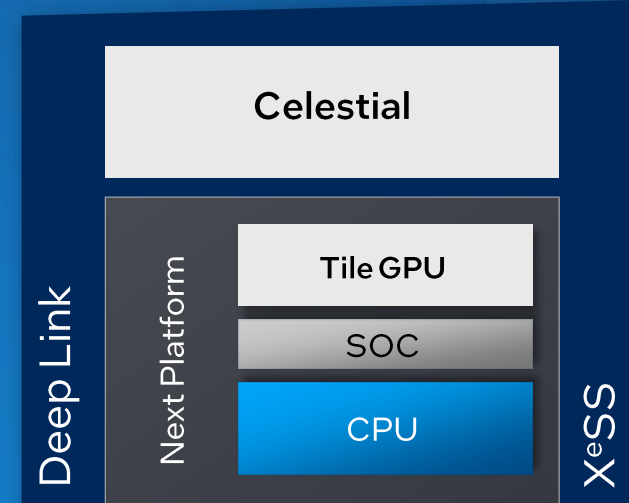 Celestial
Deep Link
Next Platform
Tile GPU
SOC
CPU
XᵉSS